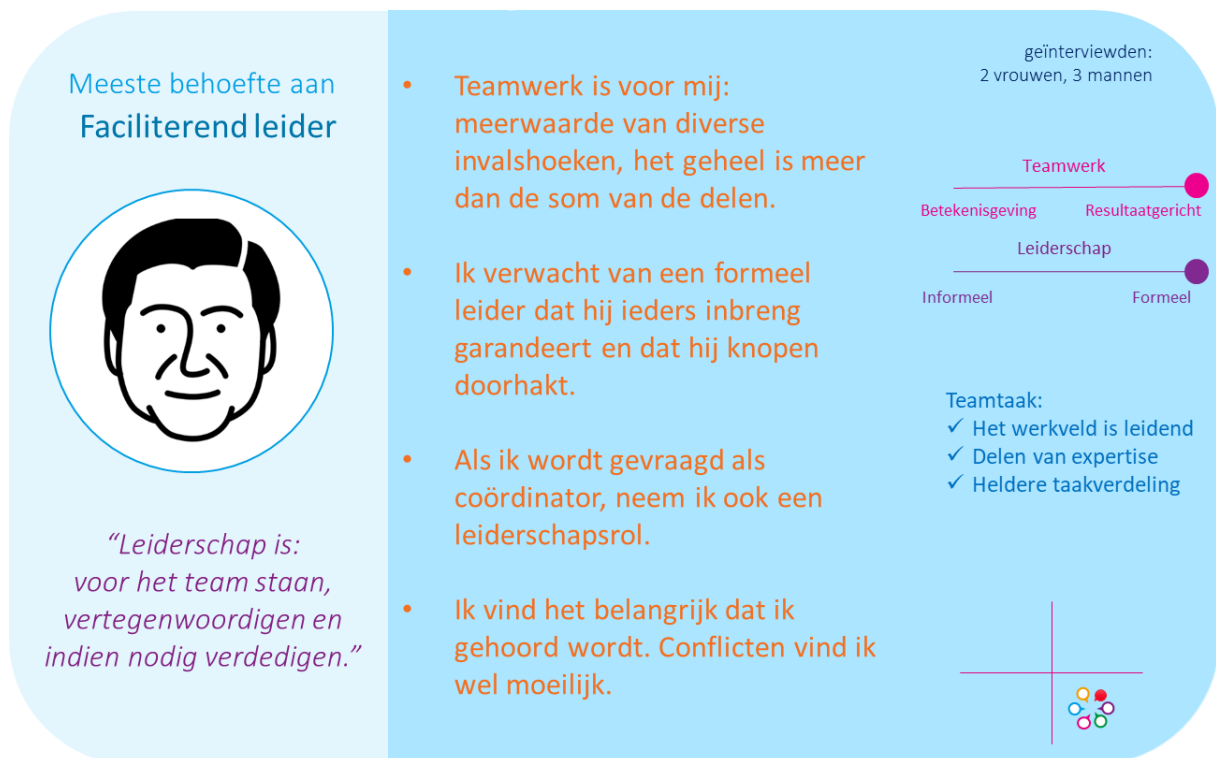 Meeste behoefte aan
Faciliterend leider
“Leiderschap is:
voor het team staan,
vertegenwoordigen en
indien nodig verdedigen.”
• Teamwerk is voor mij:
meerwaarde van diverse
invalshoeken, het geheel is meer
dan de som van de delen.
• Ik verwacht van een formeel
leider dat hij ieders inbreng
garandeert en dat hij knopen
doorhakt.
• Als ik wordt gevraagd als
coördinator, neem ik ook een
leiderschapsrol.
• Ik vind het belangrijk dat ik
gehoord wordt. Conflicten vind ik
wel moeilijk.
geïnterviewden:
2 vrouwen, 3 mannen
Teamwerk
Betekenisgeving Resultaatgericht
Leiderschap
Informeel Formeel
Teamtaak:
✓ Het werkveld is leidend
✓ Delen van expertise
✓ Heldere taakverdeling